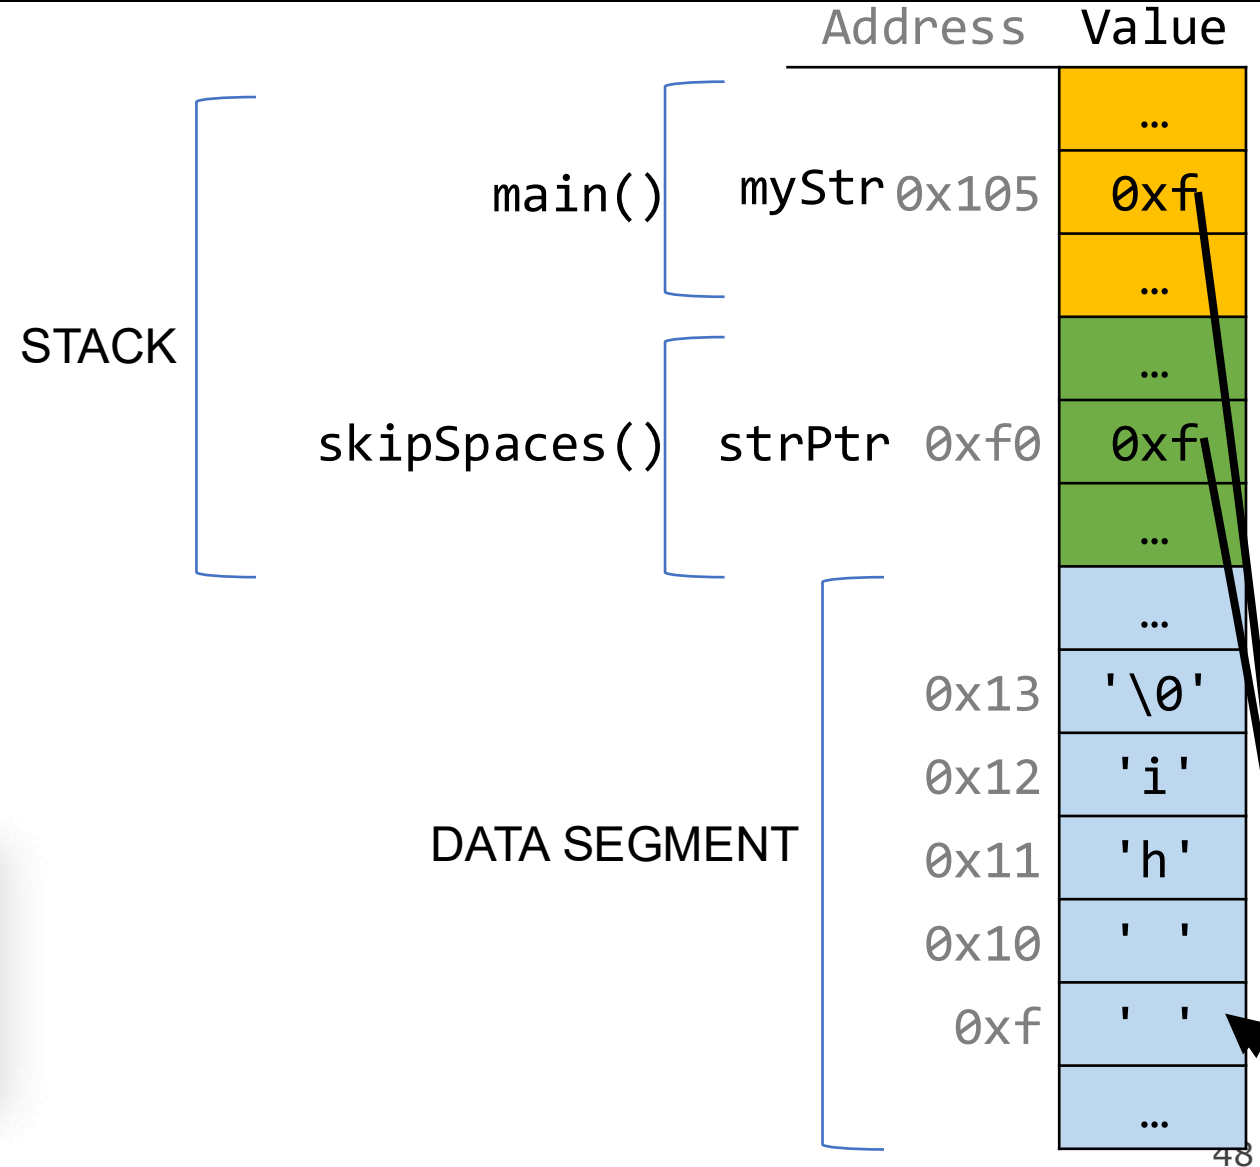 Address Value
…
main() myStr 0x105 0xf
…
STACK
…
skipSpaces() strPtr 0xf0 0xf
…
…
0x13 '\0'
0x12 'i'
DATA SEGMENT
0x11 'h'
0x10 ' '
0xf ' '
…
48